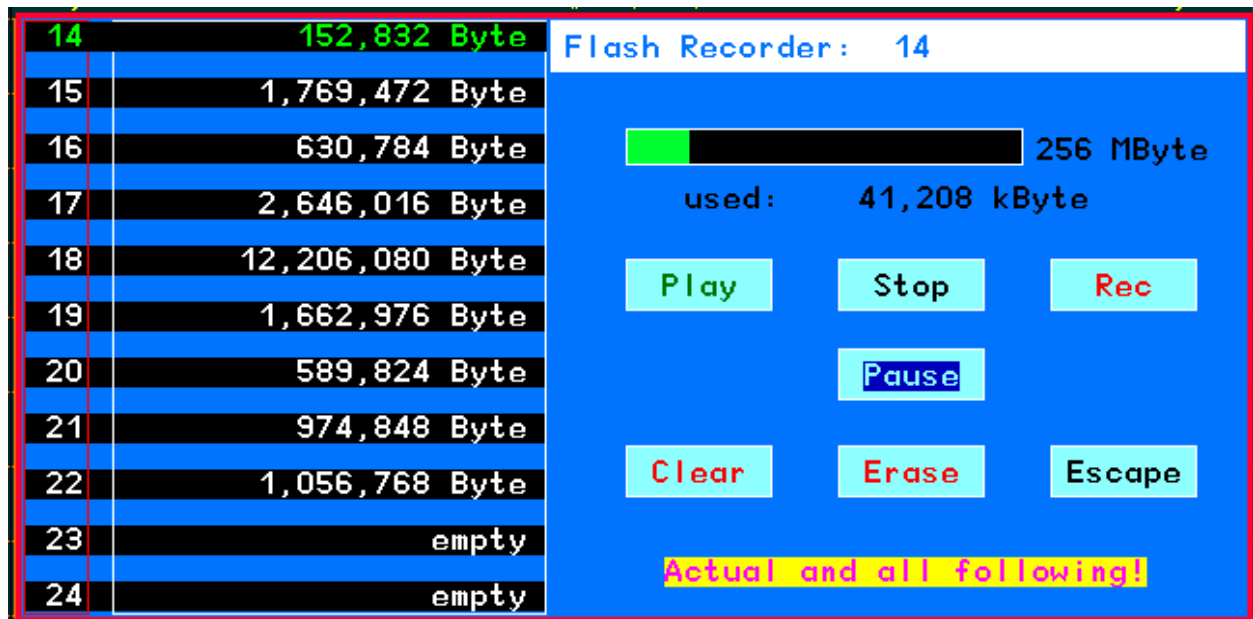 14 152,832 Byte
15 1,769,472 Byte
16 630,784 Byte
17 2,646,016 Byte
18 12,206,080 Byte
19 1,662,976 Byte
20 589,824 Byte
21 974,848 Byte
22 1,056,768 Byte
23 empty
24 empty
Flash Recorder: 14
256 MByte
used: 41,208 kByte
Play Stop Rec
Pause
Clear Erase Escape
Actual and all following!